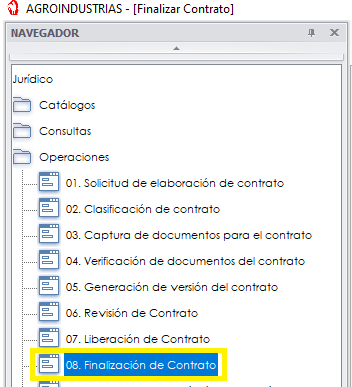 AGROINDUSTRIAS - [Finalizar Contrato]
NAVEGADOR
Jurídico
Catálogos
Consultas
Operaciones
01. Solicitud de elaboración de contrato
02. Clasificación de contrato
03. Captura de documentos para el contrato
04. Verificación de documentos del contrato
05. Generación de versión del contrato
06. Revisión de Contrato
07. Liberación de Contrato
08. Finalización de Contrato